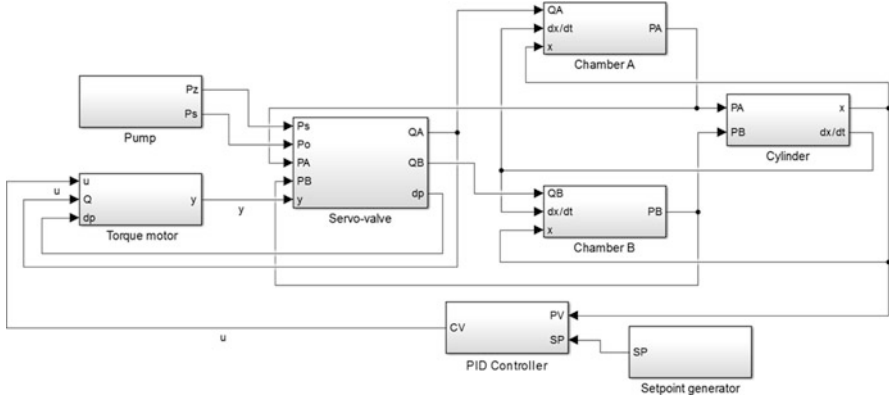 QA
dx/dt
x
PA
Chamber A
Pz
Ps
Pump
Ps
Po
PA
PB
y
QA
QB
dp
Servo-valve
PA
PB
x
dx/dt
Cylinder
u
Q
dp
y
Torque motor
u
y
QB
dx/dt
x
PB
Chamber B
CV
PV
SP
PID Controller
u
SP
Setpoint generator